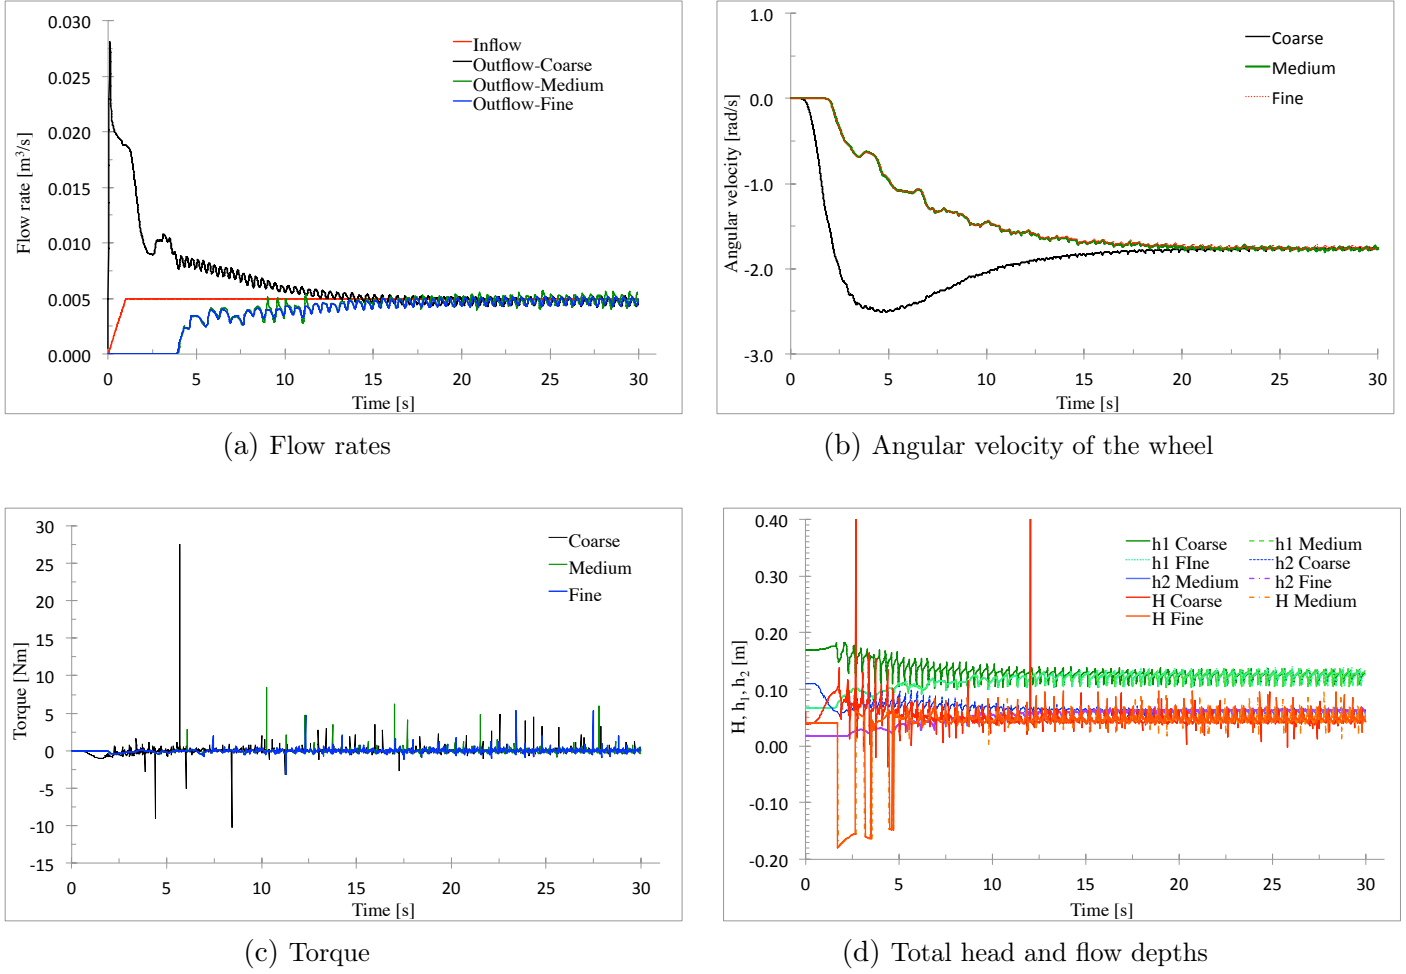 0.030
0.025
0.020
0.015
0.010
0.005
0.000
Flow rate [m³/s]
Inflow
Outflow-Coarse
Outflow-Medium
Outflow-Fine
0 5 10 15 20 25 30
Time [s]
(a) Flow rates
1.0
0.0
-1.0
-2.0
-3.0
Angular velocity [rad/s]
Coarse
Medium
Fine
0 5 10 15 20 25 30
Time [s]
(b) Angular velocity of the wheel
30
25
20
15
10
5
0
-5
-10
-15
Torque [Nm]
Coarse
Medium
Fine
0 5 10 15 20 25 30
Time [s]
(c) Torque
0.40
0.30
0.20
0.10
0.00
-0.10
-0.20
H, h₁, h₂ [m]
h1 Coarse h1 Medium
h1 FIne h2 Coarse
h2 Medium h2 Fine
H Coarse H Medium
H Fine
0 5 10 15 20 25 30
Time [s]
(d) Total head and flow depths